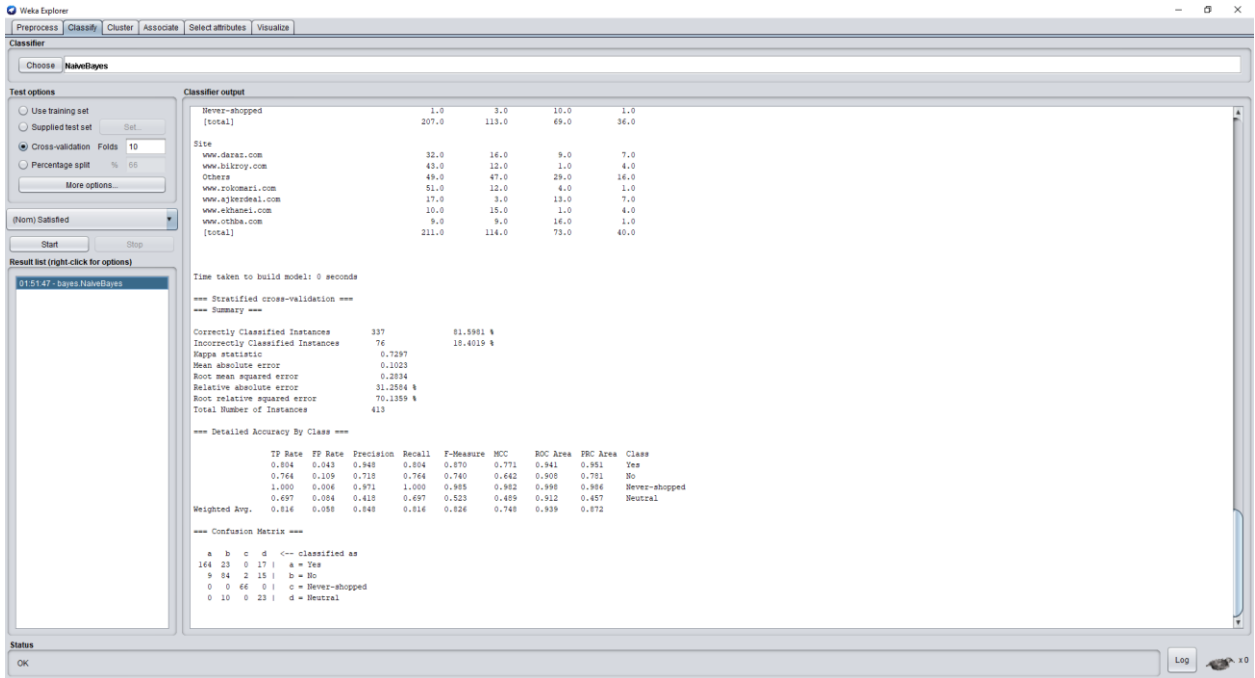 Weka Explorer
Preprocess Classify Cluster Associate Select attributes Visualize
Classifier
Choose NaiveBayes
Test options
Use training set
Supplied test set Set...
Cross-validation Folds 10
Percentage split % 66
More options...
(Nom) Satisfied
Start Stop
Result list (right-click for options)
01:51:47 - bayes.NaiveBayes
Classifier output
Never-shopped 1.0 3.0 10.0 1.0
[total] 207.0 113.0 69.0 36.0
Site
www.daraz.com 32.0 16.0 9.0 7.0
www.bikroy.com 43.0 12.0 1.0 4.0
Others 49.0 47.0 29.0 16.0
www.rokomari.com 51.0 12.0 4.0 1.0
www.ajkerdeal.com 17.0 3.0 13.0 7.0
www.ekhanei.com 10.0 15.0 1.0 4.0
www.othba.com 9.0 9.0 16.0 1.0
[total] 211.0 114.0 73.0 40.0
Time taken to build model: 0 seconds
=== Stratified cross-validation ===
=== Summary ===
Correctly Classified Instances 337 81.5981 %
Incorrectly Classified Instances 76 18.4019 %
Kappa statistic 0.7297
Mean absolute error 0.1023
Root mean squared error 0.2834
Relative absolute error 31.2584 %
Root relative squared error 70.1359 %
Total Number of Instances 413
=== Detailed Accuracy By Class ===
TP Rate FP Rate Precision Recall F-Measure MCC ROC Area PRC Area Class
0.804 0.043 0.948 0.804 0.870 0.771 0.941 0.951 Yes
0.764 0.109 0.718 0.764 0.740 0.642 0.908 0.781 No
1.000 0.006 0.971 1.000 0.985 0.982 0.998 0.986 Never-shopped
0.697 0.084 0.418 0.697 0.523 0.489 0.912 0.457 Neutral
Weighted Avg. 0.816 0.058 0.848 0.816 0.826 0.748 0.939 0.872
=== Confusion Matrix ===
a b c d <-- classified as
164 23 0 17 | a = Yes
9 84 2 15 | b = No
0 0 66 0 | c = Never-shopped
0 10 0 23 | d = Neutral
Status
OK
Log x 0